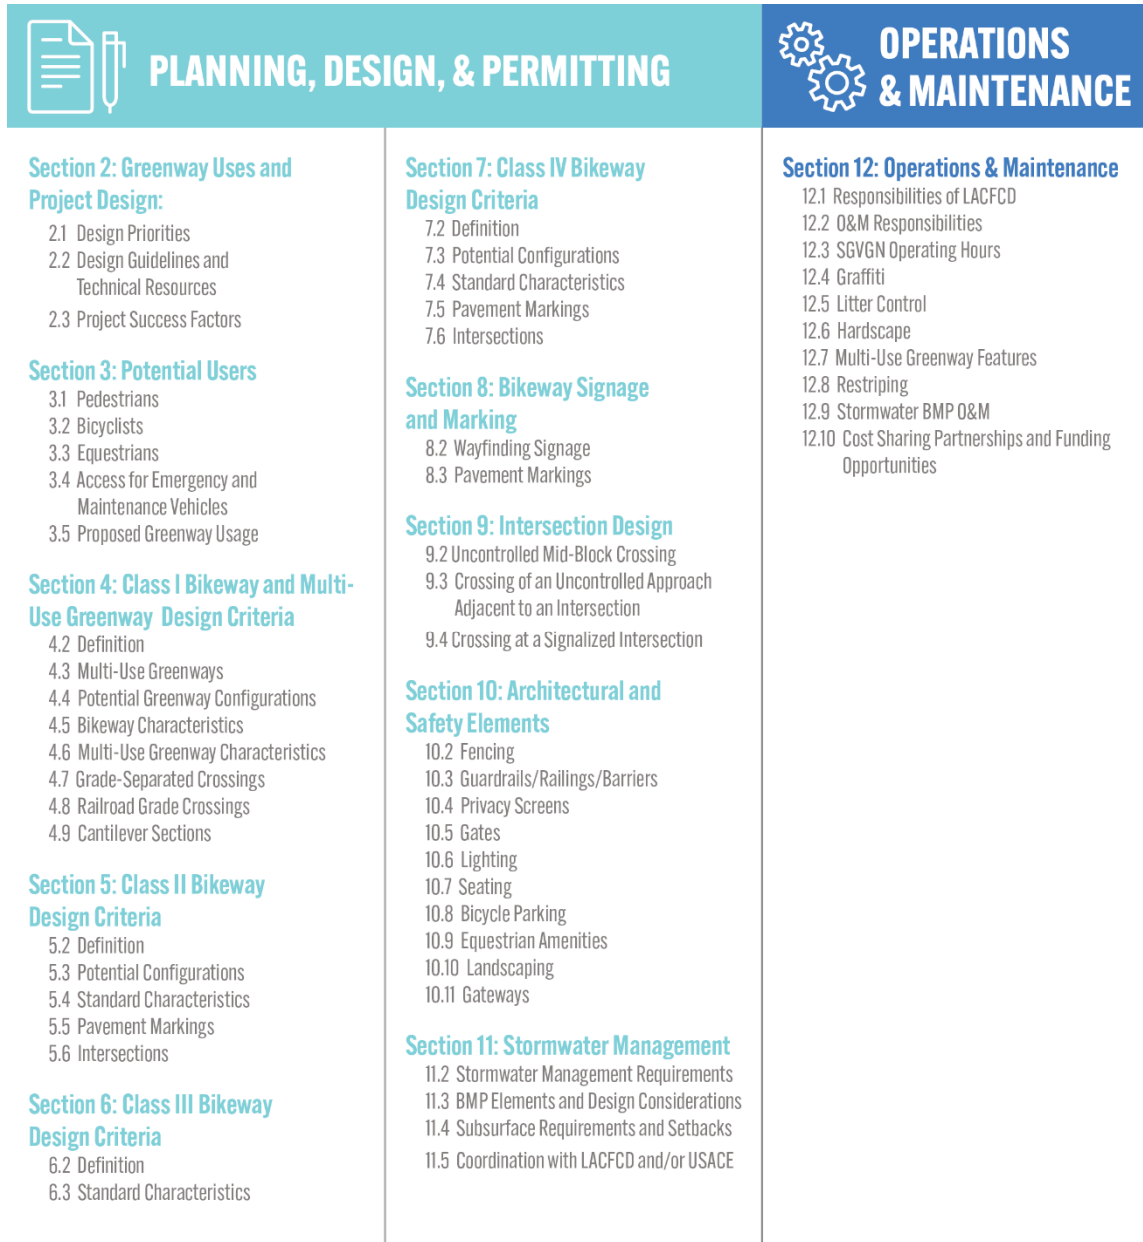 PLANNING, DESIGN, & PERMITTING
Section 2: Greenway Uses and
Project Design:
2.1 Design Priorities
2.2 Design Guidelines and
Technical Resources
2.3 Project Success Factors
Section 3: Potential Users
3.1 Pedestrians
3.2 Bicyclists
3.3 Equestrians
3.4 Access for Emergency and
Maintenance Vehicles
3.5 Proposed Greenway Usage
Section 4: Class I Bikeway and Multi-
Use Greenway Design Criteria
4.2 Definition
4.3 Multi-Use Greenways
4.4 Potential Greenway Configurations
4.5 Bikeway Characteristics
4.6 Multi-Use Greenway Characteristics
4.7 Grade-Separated Crossings
4.8 Railroad Grade Crossings
4.9 Cantilever Sections
Section 5: Class II Bikeway
Design Criteria
5.2 Definition
5.3 Potential Configurations
5.4 Standard Characteristics
5.5 Pavement Markings
5.6 Intersections
Section 6: Class III Bikeway
Design Criteria
6.2 Definition
6.3 Standard Characteristics
Section 7: Class IV Bikeway
Design Criteria
7.2 Definition
7.3 Potential Configurations
7.4 Standard Characteristics
7.5 Pavement Markings
7.6 Intersections
Section 8: Bikeway Signage
and Marking
8.2 Wayfinding Signage
8.3 Pavement Markings
Section 9: Intersection Design
9.2 Uncontrolled Mid-Block Crossing
9.3 Crossing of an Uncontrolled Approach
Adjacent to an Intersection
9.4 Crossing at a Signalized Intersection
Section 10: Architectural and
Safety Elements
10.2 Fencing
10.3 Guardrails/Railings/Barriers
10.4 Privacy Screens
10.5 Gates
10.6 Lighting
10.7 Seating
10.8 Bicycle Parking
10.9 Equestrian Amenities
10.10 Landscaping
10.11 Gateways
Section 11: Stormwater Management
11.2 Stormwater Management Requirements
11.3 BMP Elements and Design Considerations
11.4 Subsurface Requirements and Setbacks
11.5 Coordination with LACFCD and/or USACE
OPERATIONS
& MAINTENANCE
Section 12: Operations & Maintenance
12.1 Responsibilities of LACFCD
12.2 O&M Responsibilities
12.3 SGVGN Operating Hours
12.4 Graffiti
12.5 Litter Control
12.6 Hardscape
12.7 Multi-Use Greenway Features
12.8 Restriping
12.9 Stormwater BMP O&M
12.10 Cost Sharing Partnerships and Funding
Opportunities